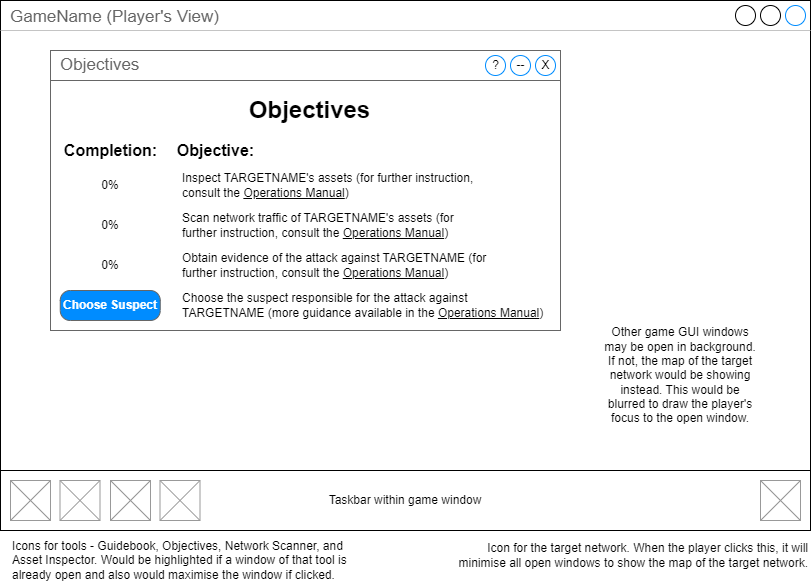 GameName (Player's View)
Objectives
? -- X
Objectives
Completion: Objective:
0%
Inspect TARGETNAME's assets (for further instruction,
consult the Operations Manual)
0%
Scan network traffic of TARGETNAME's assets (for
further instruction, consult the Operations Manual)
0%
Obtain evidence of the attack against TARGETNAME (for
further instruction, consult the Operations Manual)
Choose Suspect
Choose the suspect responsible for the attack against
TARGETNAME (more guidance available in the Operations Manual)
Other game GUI windows
may be open in background.
If not, the map of the target
network would be showing
instead. This would be
blurred to draw the player's
focus to the open window.
Taskbar within game window
Icons for tools - Guidebook, Objectives, Network Scanner, and
Asset Inspector. Would be highlighted if a window of that tool is
already open and also would maximise the window if clicked.
Icon for the target network. When the player clicks this, it will
minimise all open windows to show the map of the target network.